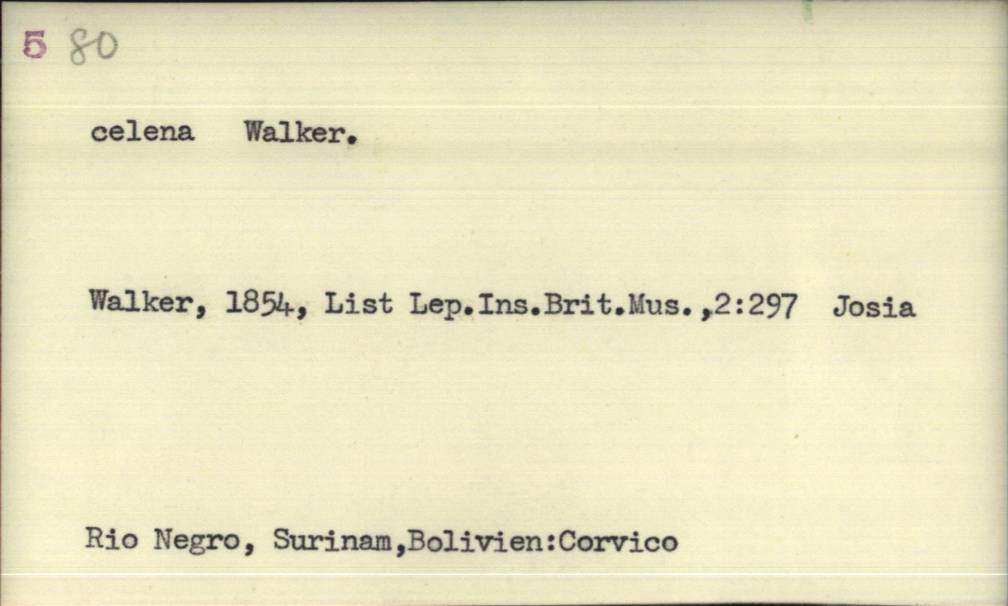 5 80
celena Walker.
Walker, 1854, List Lep.Ins.Brit.Mus.,2:297 Josia
Rio Negro, Surinam,Bolivien:Corvico